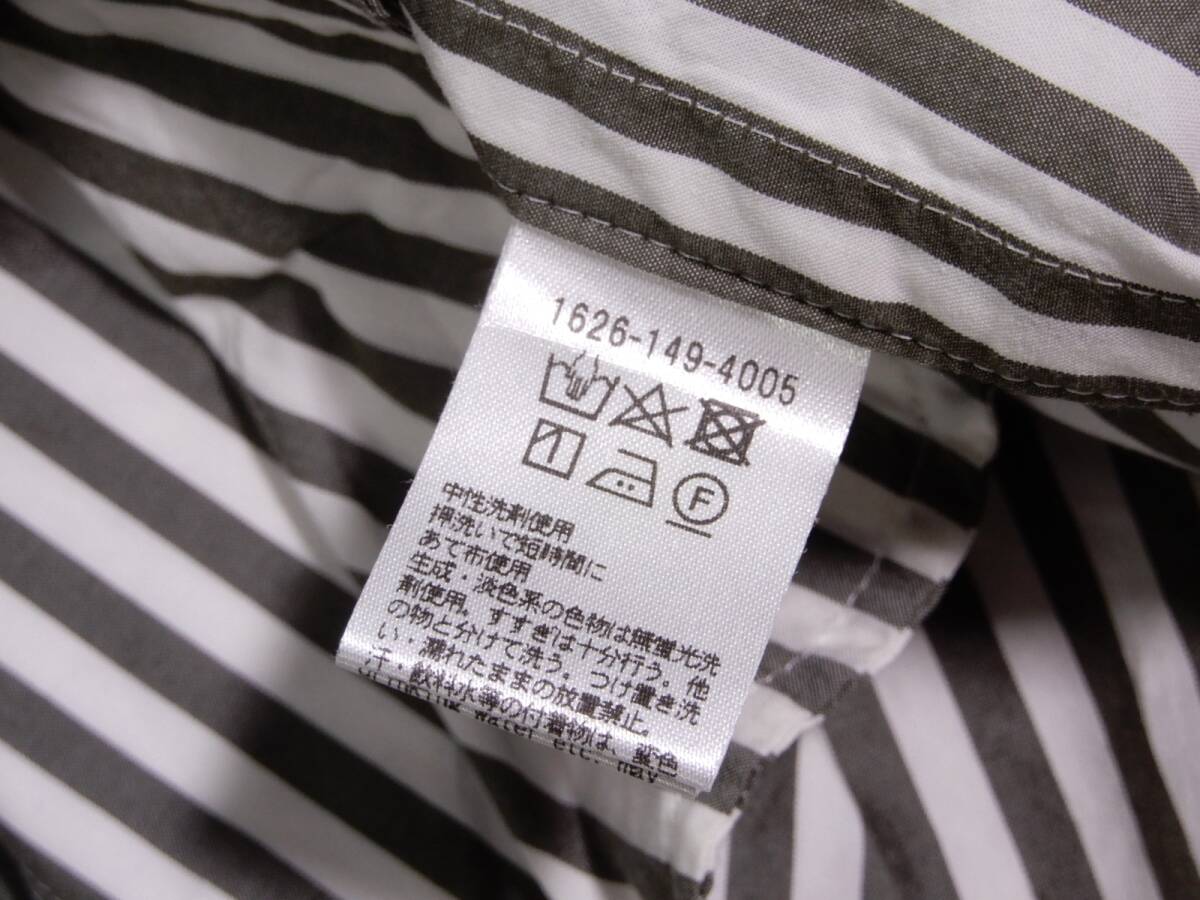 1626-149-4005
F
中性洗剤使用
押洗いで短時間に
あて布使用
生成・淡色系の色物は無蛍光洗
剤使用。すすぎは十分行う。他
の物と分けて洗う。つけ置き洗
い・濡れたままの放置禁止。
汗・飲料水等の付着物は、変色
water etc. may